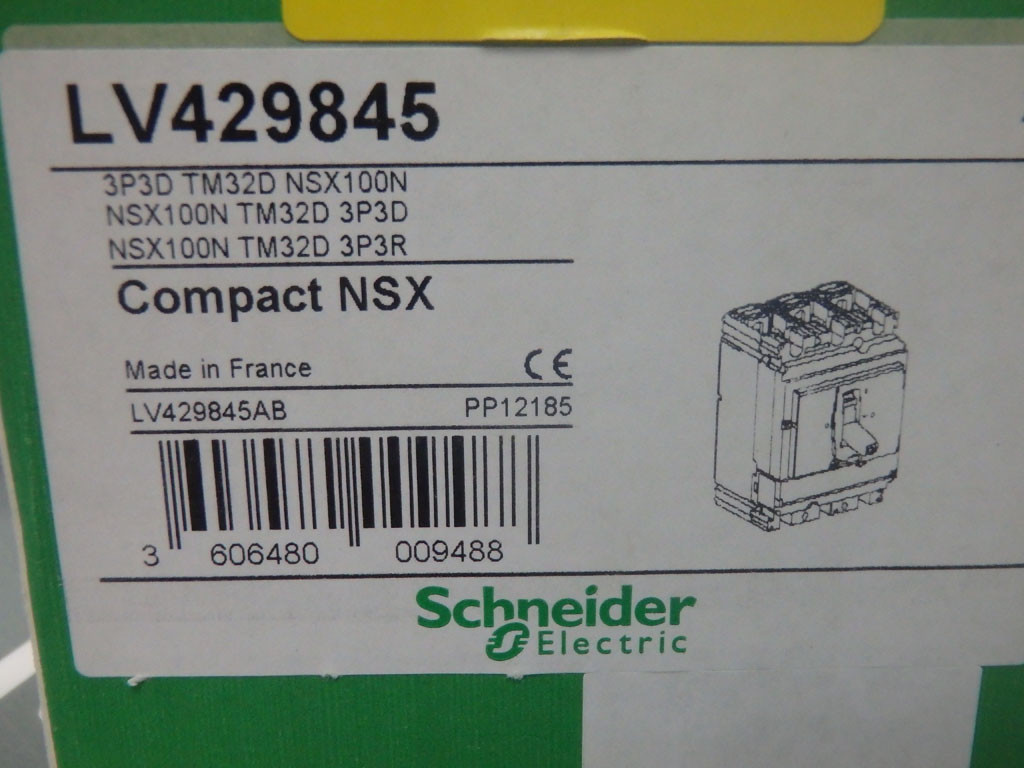 LV429845
3P3D TM32D NSX100N
NSX100N TM32D 3P3D
NSX100N TM32D 3P3R
Compact NSX
Made in France CE
LV429845AB PP12185
3 606480 009488
Schneider
Electric